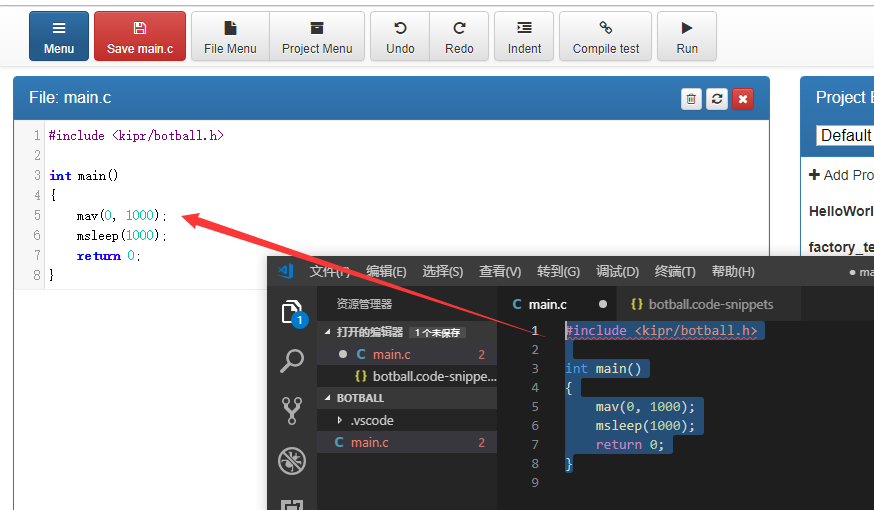 Menu
Save main.c
File Menu
Project Menu
Undo
Redo
Indent
Compile test
Run
File: main.c
Project E
Default
Add Pro
HelloWorl
factory_te
1 #include <kipr/botball.h>
2
3 int main()
4 {
5 mav(0, 1000);
6 msleep(1000);
7 return 0;
8 }
文件(F) 编辑(E) 选择(S) 查看(V) 转到(G) 调试(D) 终端(T) 帮助(H) ● ma
资源管理器
打开的编辑器 1 个未保存
C main.c 2
{} botball.code-snippe...
BOTBALL
.vscode
C main.c 2
1
C main.c ●
{} botball.code-snippets
1 #include <kipr/botball.h>
2
3 int main()
4 {
5 mav(0, 1000);
6 msleep(1000);
7 return 0;
8 }
9